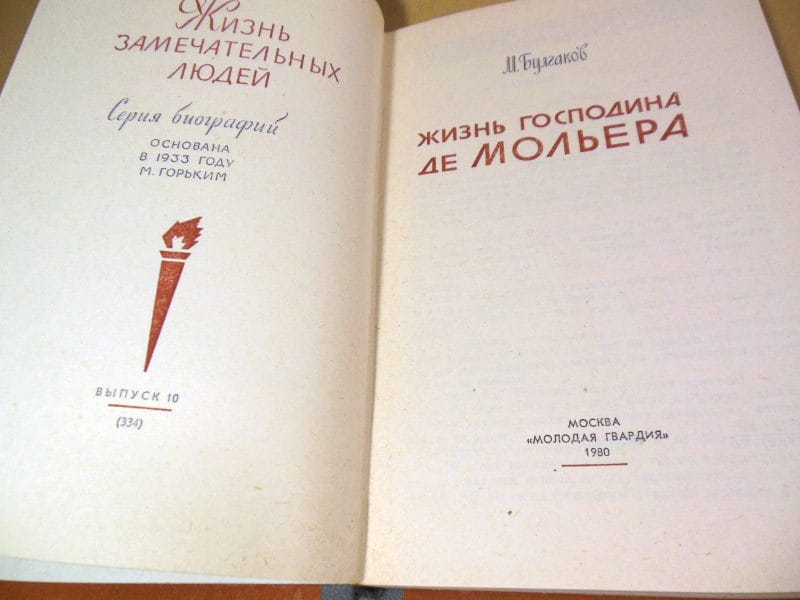 Жизнь
ЗАМЕЧАТЕЛЬНЫХ
ЛЮДЕЙ
Серия биографий
ОСНОВАНА
В 1933 ГОДУ
М. ГОРЬКИМ
ВЫПУСК 10
(334)
М. Булгаков
ЖИЗНЬ ГОСПОДИНА
ДЕ МОЛЬЕРА
МОСКВА
«МОЛОДАЯ ГВАРДИЯ»
1980